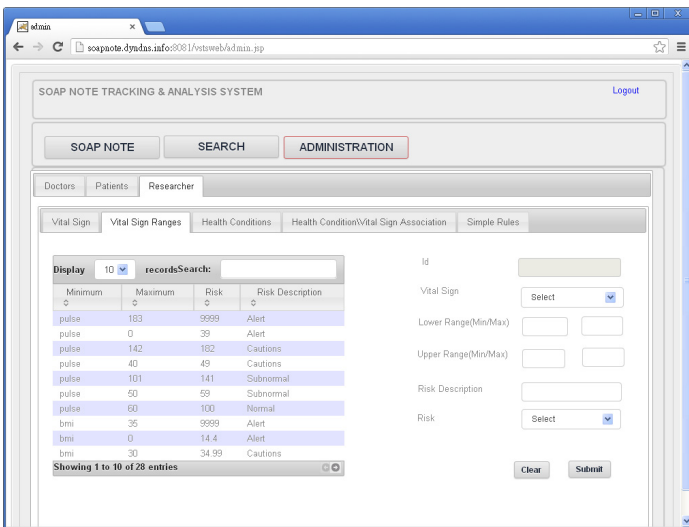 admin
soapnote.dyndns.info:8081/vstsweb/admin.jsp
SOAP NOTE TRACKING & ANALYSIS SYSTEM Logout
SOAP NOTE SEARCH ADMINISTRATION
Doctors Patients Researcher
Vital Sign Vital Sign Ranges Health Conditions Health Condition\Vital Sign Association Simple Rules
Display 10 recordsSearch:
Minimum Maximum Risk Risk Description
pulse 183 9999 Alert
pulse 0 39 Alert
pulse 142 182 Cautions
pulse 40 49 Cautions
pulse 101 141 Subnormal
pulse 50 59 Subnormal
pulse 60 100 Normal
bmi 35 9999 Alert
bmi 0 14.4 Alert
bmi 30 34.99 Cautions
Showing 1 to 10 of 28 entries
Id
Vital Sign Select
Lower Range(Min/Max)
Upper Range(Min/Max)
Risk Description
Risk Select
Clear Submit